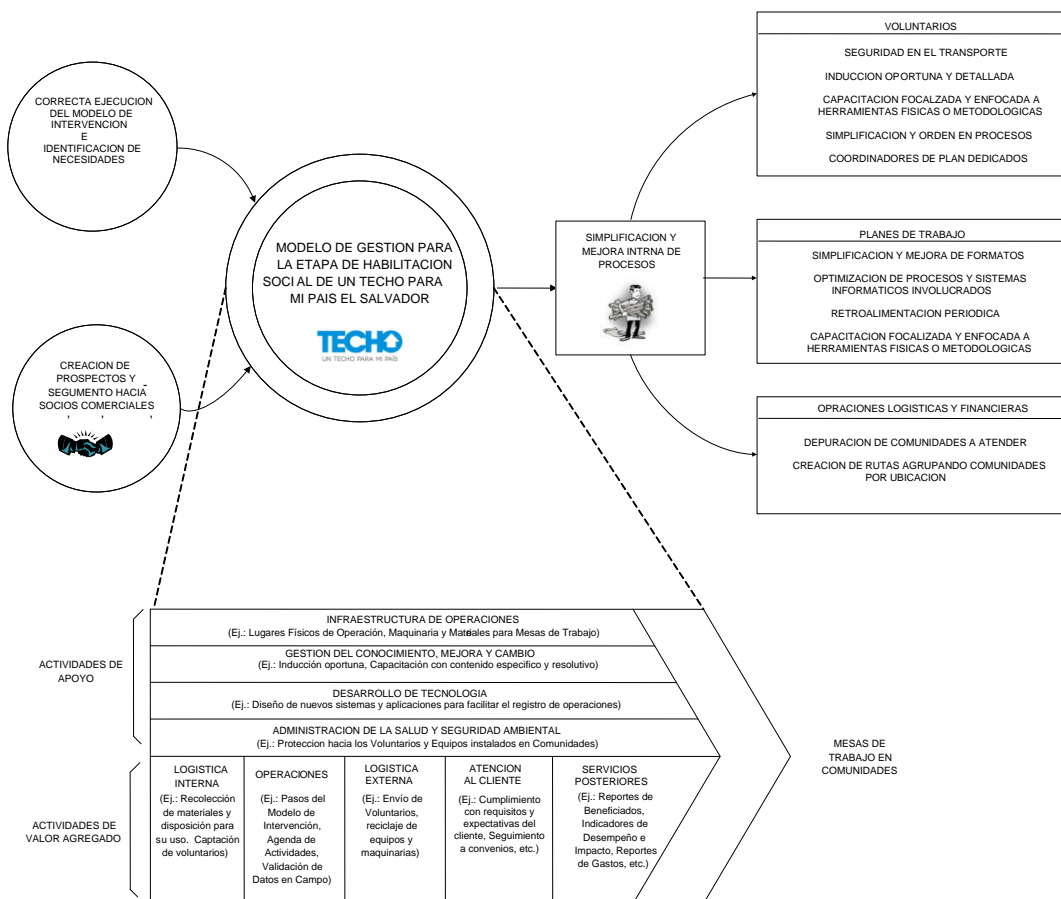 CORRECTA EJECUCION
DEL MODELO DE
INTERVENCION
E
IDENTIFICACION DE
NECESIDADES
CREACION DE
PROSPECTOS Y
SEGUMENTO HACIA
SOCIOS COMERCIALES
MODELO DE GESTION PARA
LA ETAPA DE HABILITACION
SOCIAL DE UN TECHO PARA
MI PAIS EL SALVADOR
TECHO
UN TECHO PARA MI PAÍS
SIMPLIFICACION Y
MEJORA INTRNA DE
PROCESOS
VOLUNTARIOS
SEGURIDAD EN EL TRANSPORTE
INDUCCION OPORTUNA Y DETALLADA
CAPACITACION FOCALZADA Y ENFOCADA A
HERRAMIENTAS FISICAS O METODOLOGICAS
SIMPLIFICACION Y ORDEN EN PROCESOS
COORDINADORES DE PLAN DEDICADOS
PLANES DE TRABAJO
SIMPLIFICACION Y MEJORA DE FORMATOS
OPTIMIZACION DE PROCESOS Y SISTEMAS
INFORMATICOS INVOLUCRADOS
RETROALIMENTACION PERIODICA
CAPACITACION FOCALIZADA Y ENFOCADA A
HERRAMIENTAS FISICAS O METODOLOGICAS
OPRACIONES LOGISTICAS Y FINANCIERAS
DEPURACION DE COMUNIDADES A ATENDER
CREACION DE RUTAS AGRUPANDO COMUNIDADES
POR UBICACION
ACTIVIDADES DE
APOYO
INFRAESTRUCTURA DE OPERACIONES
(Ej.: Lugares Físicos de Operación, Maquinaria y Materiales para Mesas de Trabajo)
GESTION DEL CONOCIMIENTO, MEJORA Y CAMBIO
(Ej.: Inducción oportuna, Capacitación con contenido especifico y resolutivo)
DESARROLLO DE TECNOLOGIA
(Ej.: Diseño de nuevos sistemas y aplicaciones para facilitar el registro de operaciones)
ADMINISTRACION DE LA SALUD Y SEGURIDAD AMBIENTAL
(Ej.: Proteccion hacia los Voluntarios y Equipos instalados en Comunidades)
ACTIVIDADES DE
VALOR AGREGADO
LOGISTICA
INTERNA
(Ej.: Recolección
de materiales y
disposición para
su uso. Captación
de voluntarios)
OPERACIONES
(Ej.: Pasos del
Modelo de
Intervención,
Agenda de
Actividades,
Validación de
Datos en Campo)
LOGISTICA
EXTERNA
(Ej.: Envío de
Voluntarios,
reciclaje de
equipos y
maquinarias)
ATENCION
AL CLIENTE
(Ej.: Cumplimiento
con requisitos y
expectativas del
cliente, Seguimiento
a convenios, etc.)
SERVICIOS
POSTERIORES
(Ej.: Reportes de
Beneficiados,
Indicadores de
Desempeño e
Impacto, Reportes
de Gastos, etc.)
MESAS DE
TRABAJO EN
COMUNIDADES